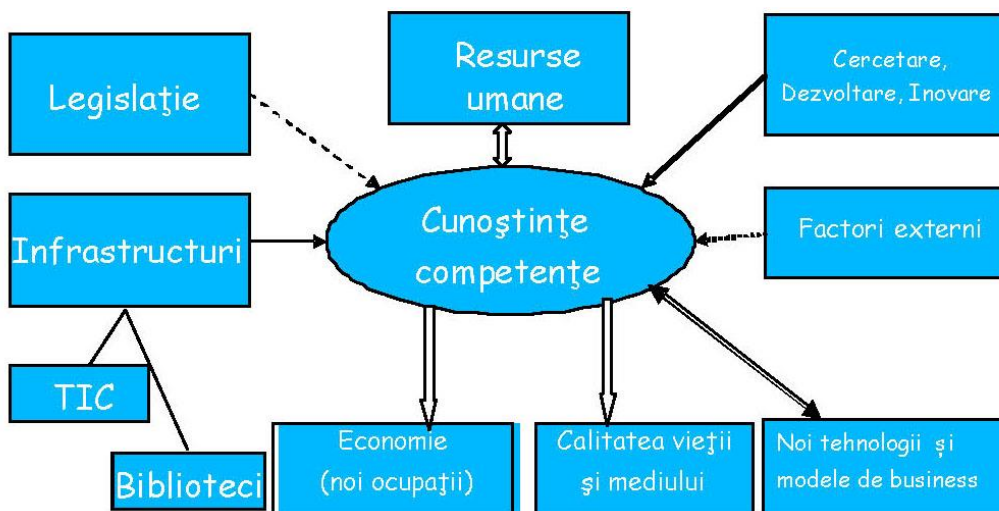 Legislaţie
Resurse
umane
Cercetare,
Dezvoltare, Inovare
Infrastructuri
Cunoştinţe
competenţe
Factori externi
TIC
Biblioteci
Economie
(noi ocupaţii)
Calitatea vieţii
şi mediului
Noi tehnologii și
modele de business